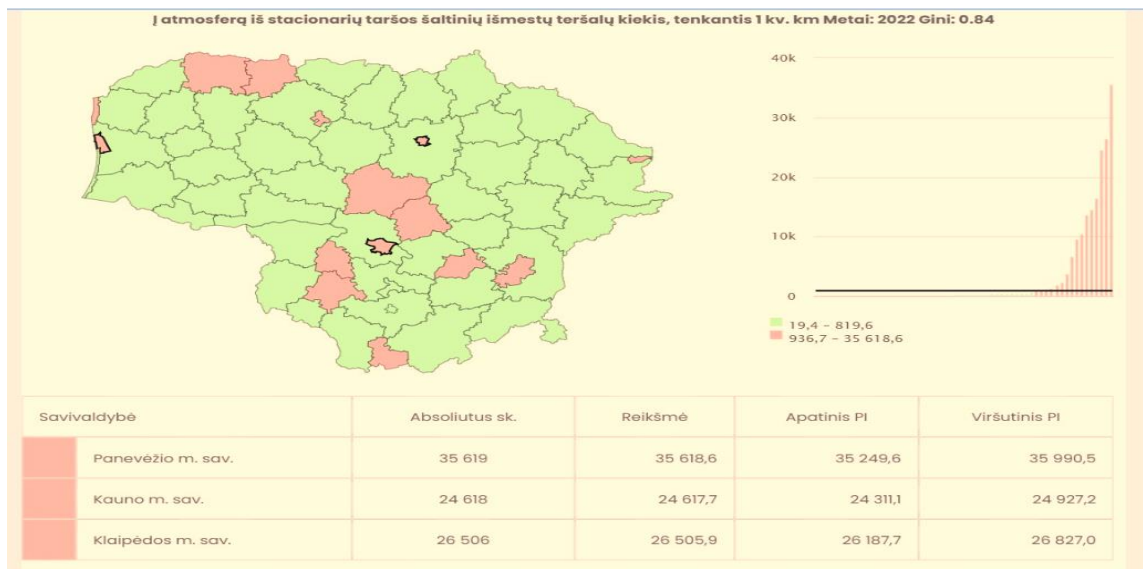 Į atmosferą iš stacionarių taršos šaltinių išmestų teršalų kiekis, tenkantis 1 kv. km Metai: 2022 Gini: 0.84
40k
30k
20k
10k
0
19,4 – 819,6
936,7 – 35 618,6
Savivaldybė Absoliutus sk. Reikšmė Apatinis PI Viršutinis PI
Panevėžio m. sav. 35 619 35 618,6 35 249,6 35 990,5
Kauno m. sav. 24 618 24 617,7 24 311,1 24 927,2
Klaipėdos m. sav. 26 506 26 505,9 26 187,7 26 827,0